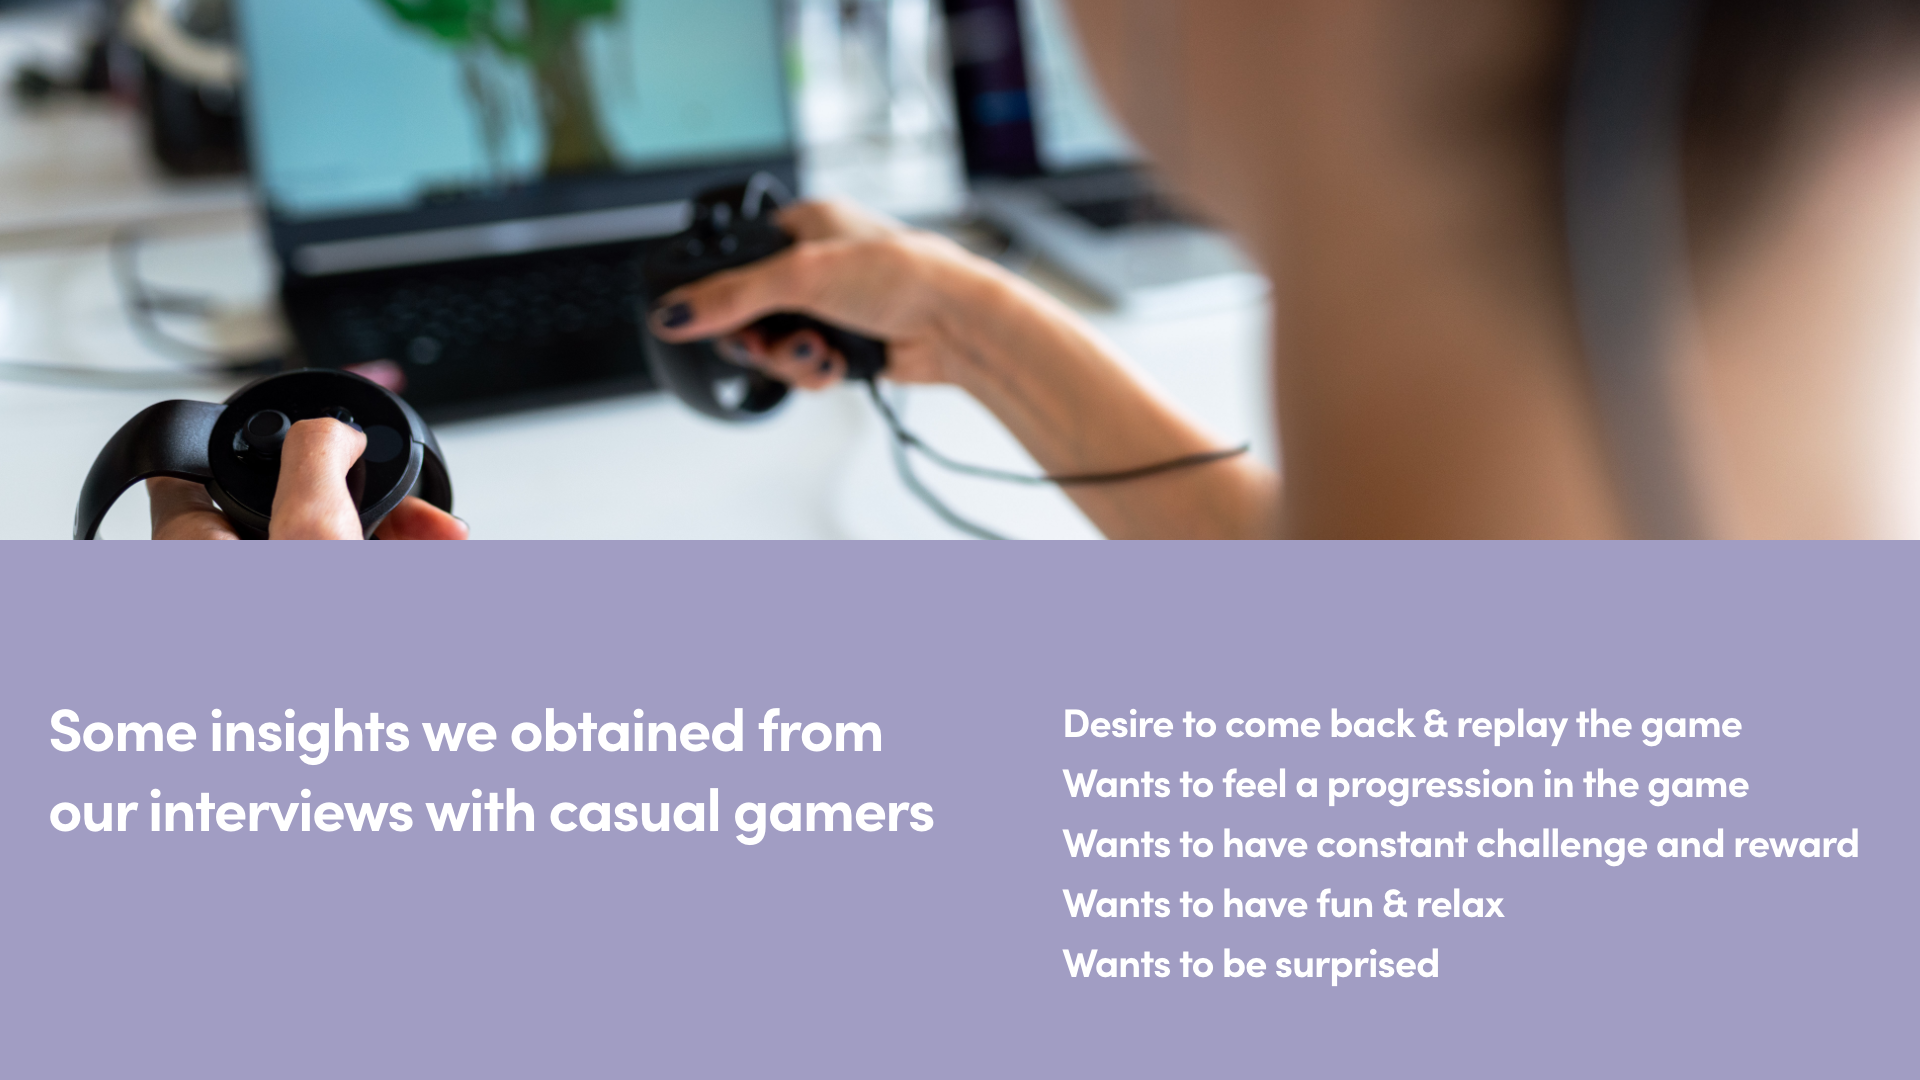 Some insights we obtained from
our interviews with casual gamers
Desire to come back & replay the game
Wants to feel a progression in the game
Wants to have constant challenge and reward
Wants to have fun & relax
Wants to be surprised